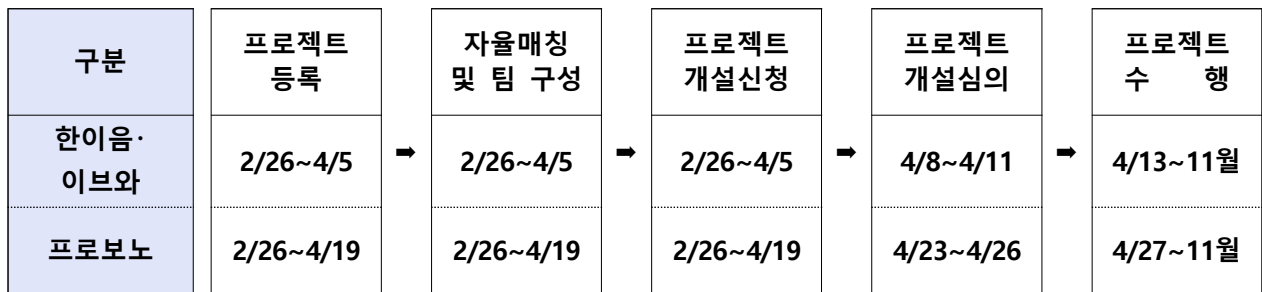 구분 프로젝트 등록 자율매칭 및 팀 구성 프로젝트 개설신청 프로젝트 개설심의 프로젝트 수 행
한이음· 이브와 2/26~4/5 ➡ 2/26~4/5 ➡ 2/26~4/5 ➡ 4/8~4/11 ➡ 4/13~11월
프로보노 2/26~4/19 2/26~4/19 2/26~4/19 4/23~4/26 4/27~11월